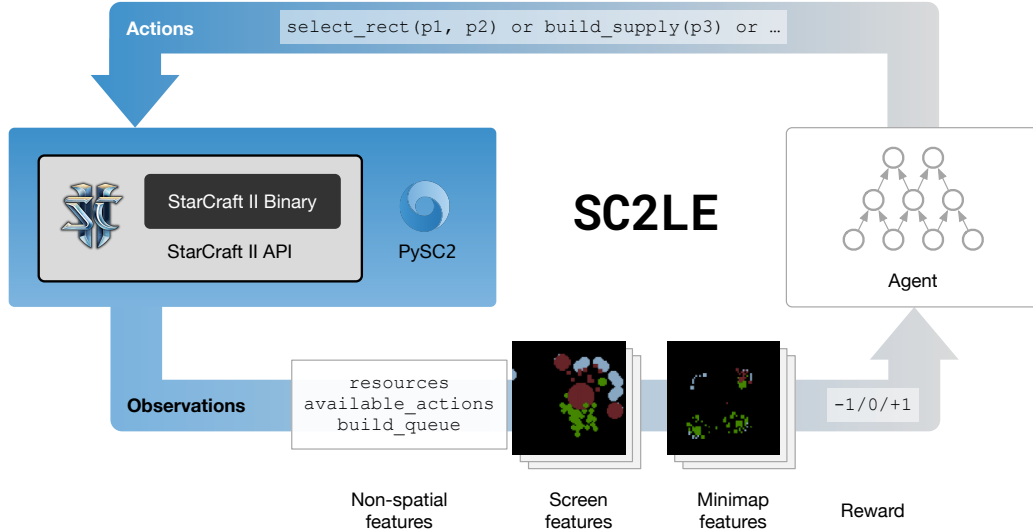 Actions
select_rect(p1, p2) or build_supply(p3) or …
SC
StarCraft II Binary
StarCraft II API
PySC2
SC2LE
Agent
Observations
resources
available_actions
build_queue
-1/0/+1
Non-spatial
features
Screen
features
Minimap
features
Reward